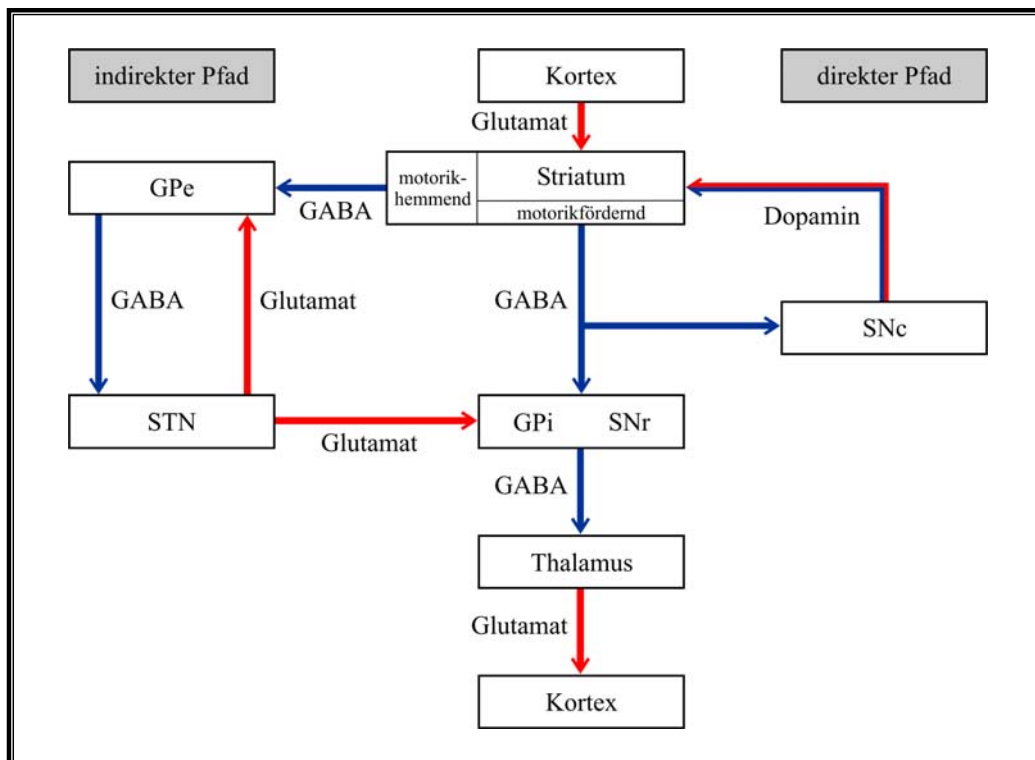 indirekter Pfad
Kortex
direkter Pfad
Glutamat
GPe
motorik-
hemmend
Striatum
motorikfördernd
GABA
Dopamin
GABA
Glutamat
GABA
SNc
STN
GPi
SNr
Glutamat
GABA
Thalamus
Glutamat
Kortex